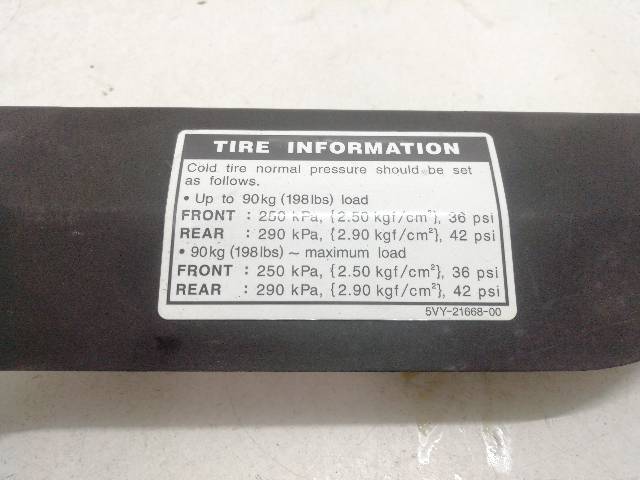 TIRE INFORMATION
Cold tire normal pressure should be set
as follows.
• Up to 90kg (198lbs) load
FRONT : 250 kPa, {2.50 kgf/cm²}, 36 psi
REAR : 290 kPa, {2.90 kgf/cm²}, 42 psi
• 90kg (198lbs) ~ maximum load
FRONT : 250 kPa, {2.50 kgf/cm²}, 36 psi
REAR : 290 kPa, {2.90 kgf/cm²}, 42 psi
5VY-21668-00